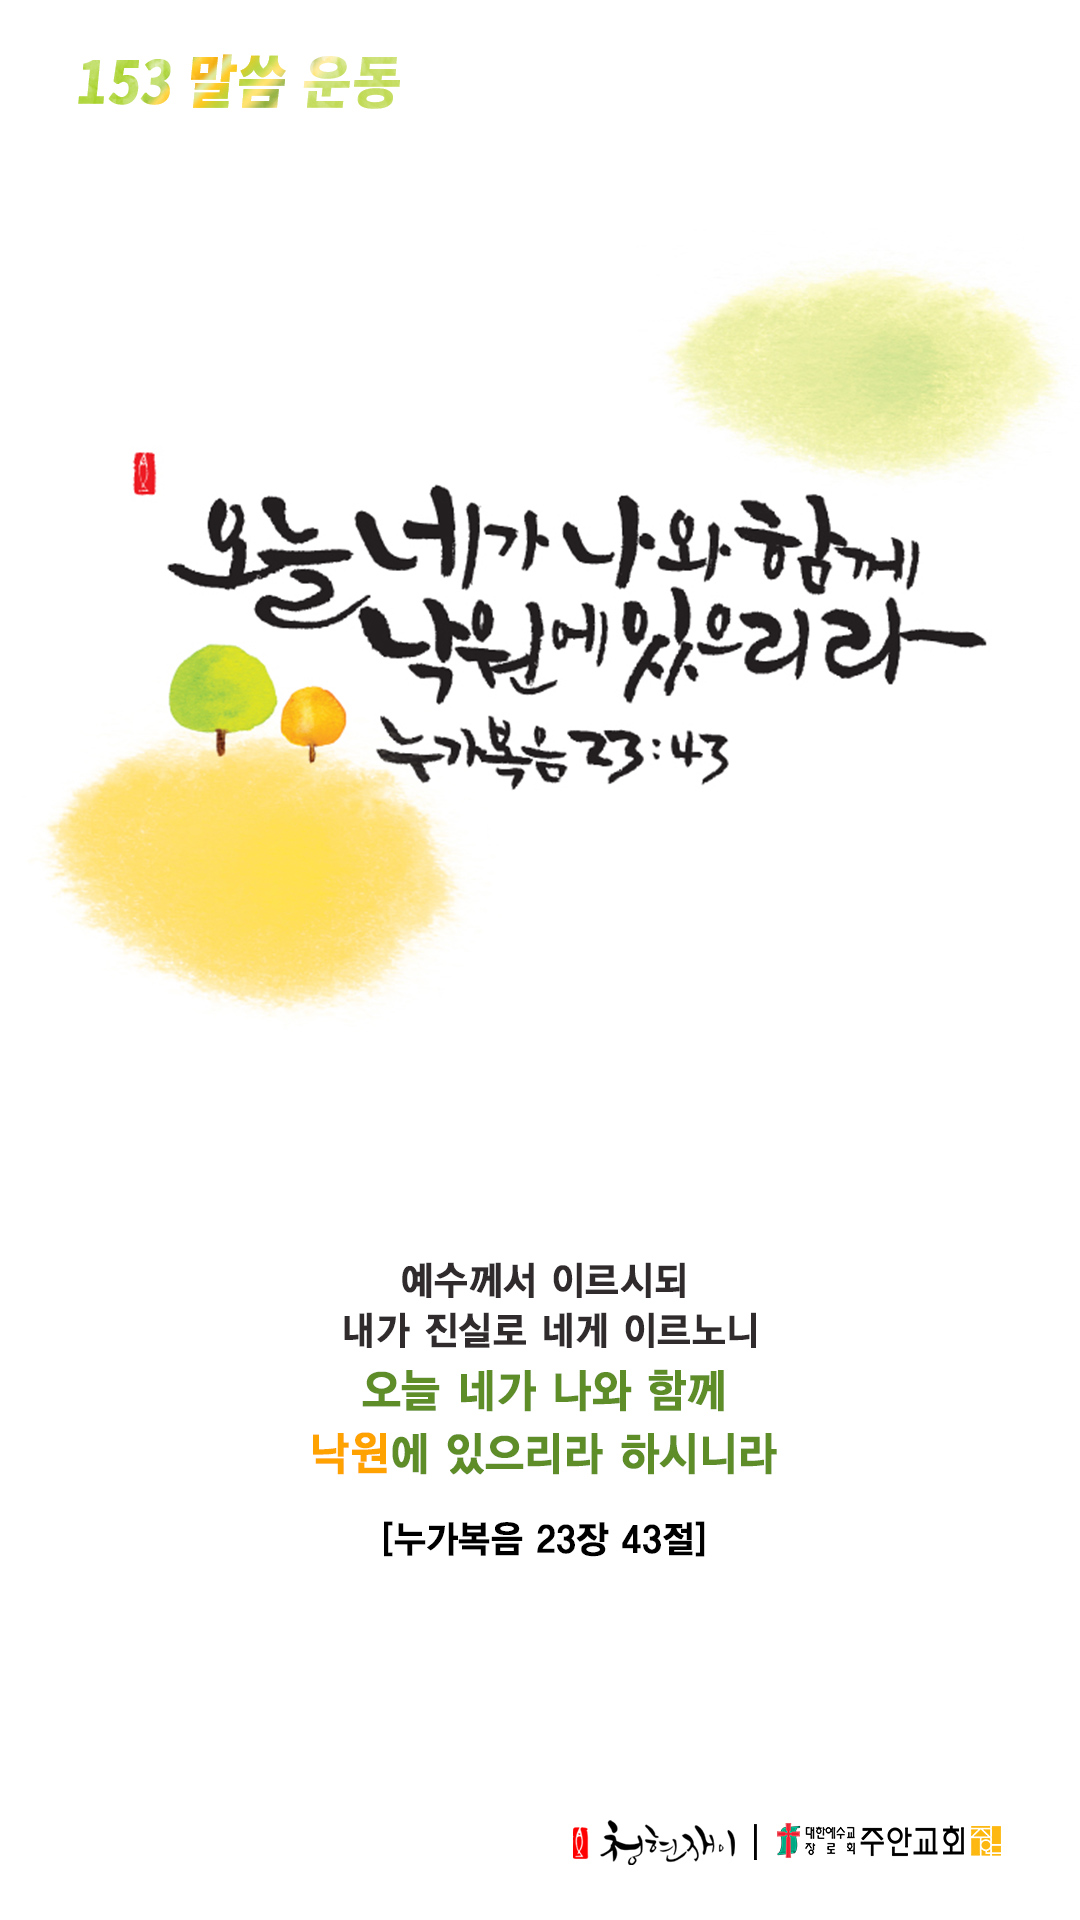 153 말씀 운동
오늘 네가 나와 함께
낙원에 있으리라
누가복음 23:43
예수께서 이르시되
내가 진실로 네게 이르노니
오늘 네가 나와 함께
낙원에 있으리라 하시니라
[누가복음 23장 43절]
청현재이 | 대한예수교장로회 주안교회